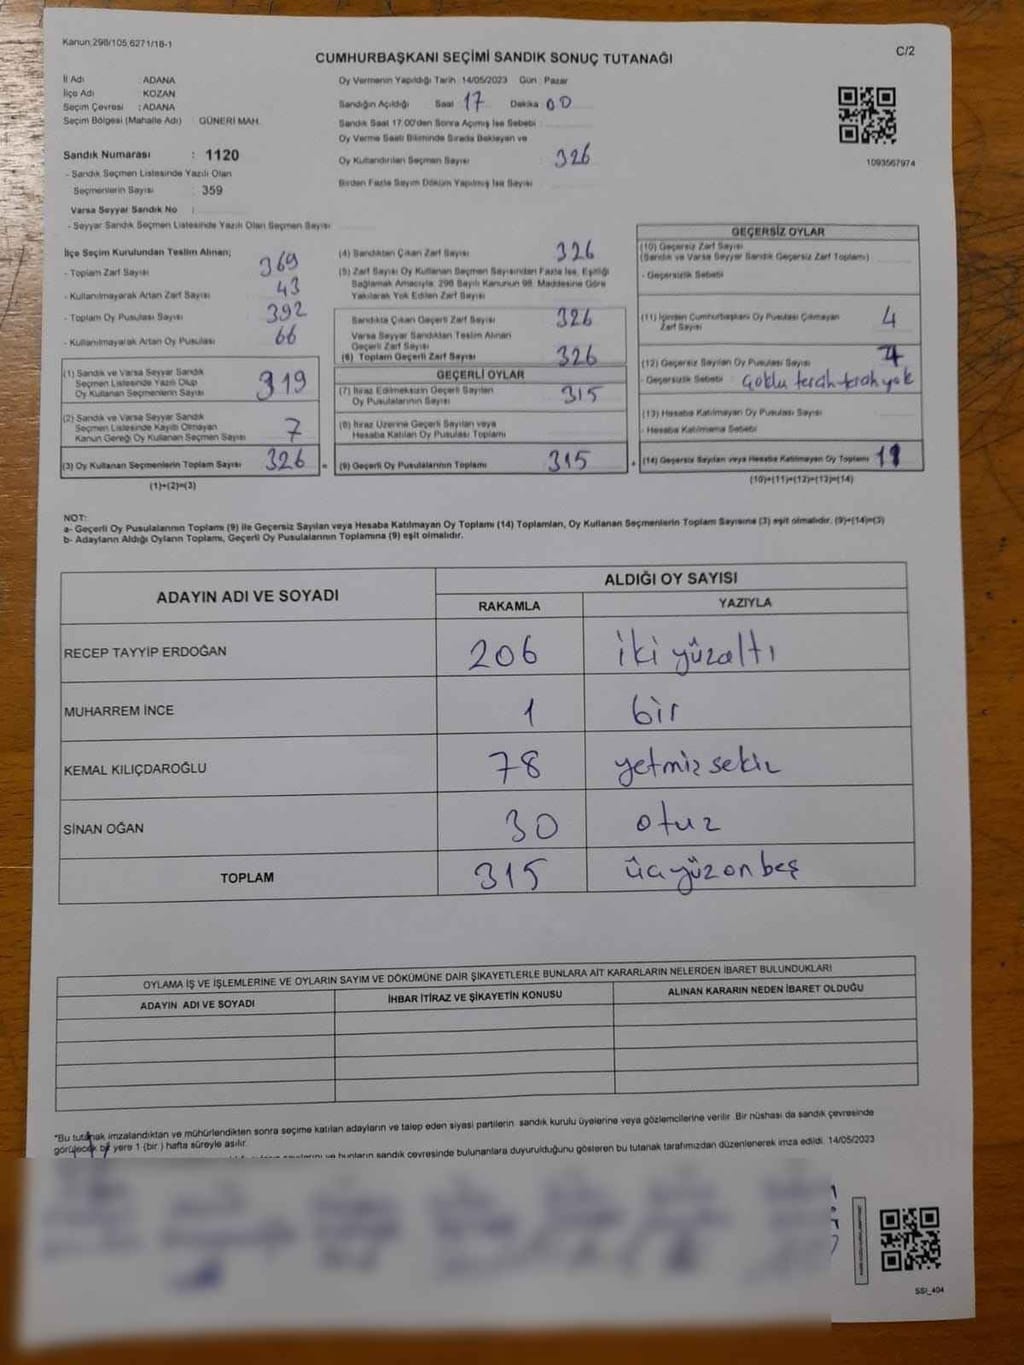 Kanun:298/105,6271/18-1
C/2
CUMHURBAŞKANI SEÇİMİ SANDIK SONUÇ TUTANAĞI
İl Adı ADANA
İlçe Adı KOZAN
Seçim Çevresi :ADANA
Seçim Bölgesi (Mahalle Adı) : GÜNERİ MAH.
Sandık Numarası : 1120
- Sandık Seçmen Listesinde Yazılı Olan
Seçmenlerin Sayısı : 359
Varsa Seyyar Sandık No :
- Seyyar Sandık Seçmen Listesinde Yazılı Olan Seçmen Sayısı
Oy Vermenin Yapıldığı Tarih 14/05/2023 Gün : Pazar
Sandığın Açıldığı Saat 17 Dakika 00
Sandık Saat 17.00'den Sonra Açımış İse Sebebi :
Oy Verme Saati Bitiminde Sırada Bekleyen ve
Oy Kullandırılan Seçmen Sayısı : 326
Birden Fazla Sayım Döküm Yapılmış İse Sayısı
1093567974
İlçe Seçim Kurulundan Teslim Alınan;
- Toplam Zarf Sayısı 369
- Kullanılmayarak Artan Zarf Sayısı 43
- Toplam Oy Pusulası Sayısı 392
- Kullanılmayarak Artan Oy Pusulası 66
(1) Sandık ve Varsa Seyyar Sandık
Seçmen Listesinde Yazılı Olup
Oy Kullanan Seçmenlerin Sayısı 319
(2) Sandık ve Varsa Seyyar Sandık
Seçmen Listesinde Kayıtlı Olmayan
Kanun Gereği Oy Kullanan Seçmen Sayısı 7
(3) Oy Kullanan Seçmenlerin Toplam Sayısı 326 =
(1)+(2)=(3)
(4) Sandıktan Çıkan Zarf Sayısı 326
(5) Zarf Sayısı Oy Kullanan Seçmen Sayısından Fazla İse, Eşitliği
Sağlamak Amacıyla, 298 Sayılı Kanunun 98. Maddesine Göre
Yakılarak Yok Edilen Zarf Sayısı
Sandıkta Çıkan Geçerli Zarf Sayısı 326
Varsa Seyyar Sandıktan Teslim Alınan
Geçerli Zarf Sayısı
(6) Toplam Geçerli Zarf Sayısı 326
GEÇERLİ OYLAR
(7) İtiraz Edilmeksizin Geçerli Sayılan
Oy Pusulalarının Sayısı 315
(8) İtiraz Üzerine Geçerli Sayılan veya
Hesaba Katılan Oy Pusulası Toplamı
(9) Geçerli Oy Pusulalarının Toplamı 315 +
GEÇERSİZ OYLAR
(10) Geçersiz Zarf Sayısı
(Sandık ve Varsa Seyyar Sandık Geçersiz Zarf Toplamı)
- Geçersizlik Sebebi
(11) İçinden Cumhurbaşkanı Oy Pusulası Çıkmayan
Zarf Sayısı 4
(12) Geçersiz Sayılan Oy Pusulası Sayısı 7
- Geçersizlik Sebebi : Çoklu tercih-tercih yok
(13) Hesaba Katılmayan Oy Pusulası Sayısı
- Hesaba Katılmama Sebebi
(14) Geçersiz Sayılan veya Hesaba Katılmayan Oy Toplamı 11
(10)+(11)+(12)+(13)=(14)
NOT:
a- Geçerli Oy Pusulalarının Toplamı (9) ile Geçersiz Sayılan veya Hesaba Katılmayan Oy Toplamı (14) Toplamları, Oy Kullanan Seçmenlerin Toplam Sayısına (3) eşit olmalıdır. (9)+(14)=(3)
b- Adayların Aldığı Oyların Toplamı, Geçerli Oy Pusulalarının Toplamına (9) eşit olmalıdır.
ADAYIN ADI VE SOYADI
ALDIĞI OY SAYISI
RAKAMLA YAZIYLA
RECEP TAYYİP ERDOĞAN 206 iki yüzaltı
MUHARREM İNCE 1 bir
KEMAL KILIÇDAROĞLU 78 yetmiz sekiz
SİNAN OĞAN 30 otuz
TOPLAM 315 üçyüzonbeş
OYLAMA İŞ VE İŞLEMLERİNE VE OYLARIN SAYIM VE DÖKÜMÜNE DAİR ŞİKAYETLERLE BUNLARA AİT KARARLARIN NELERDEN İBARET BULUNDUKLARI
ADAYIN ADI VE SOYADI İHBAR İTİRAZ VE ŞİKAYETİN KONUSU ALINAN KARARIN NEDEN İBARET OLDUĞU
"Bu tutanak imzalandıktan ve mühürlendikten sonra seçime katılan adayların ve talep eden siyasi partilerin sandık kurulu üyelerine veya gözlemcilerine verilir. Bir nüshası da sandık çevresinde
görülecek bir yere 1 (bir ) hafta süreyle asılır.
ve bunların sandık çevresinde bulunanlara duyurulduğunu gösteren bu tutanak tarafımızdan düzenlenerek imza edildi. 14/05/2023
SSI_404